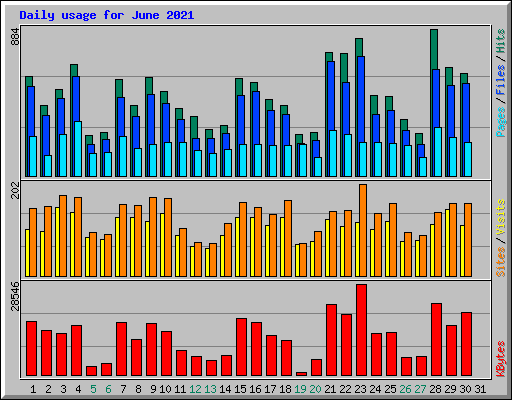 Daily usage for June 2021
884
Pages / Files / Hits
202
Sites / Visits
28546
KBytes
1 2 3 4 5 6 7 8 9 10 11 12 13 14 15 16 17 18 19 20 21 22 23 24 25 26 27 28 29 30 31